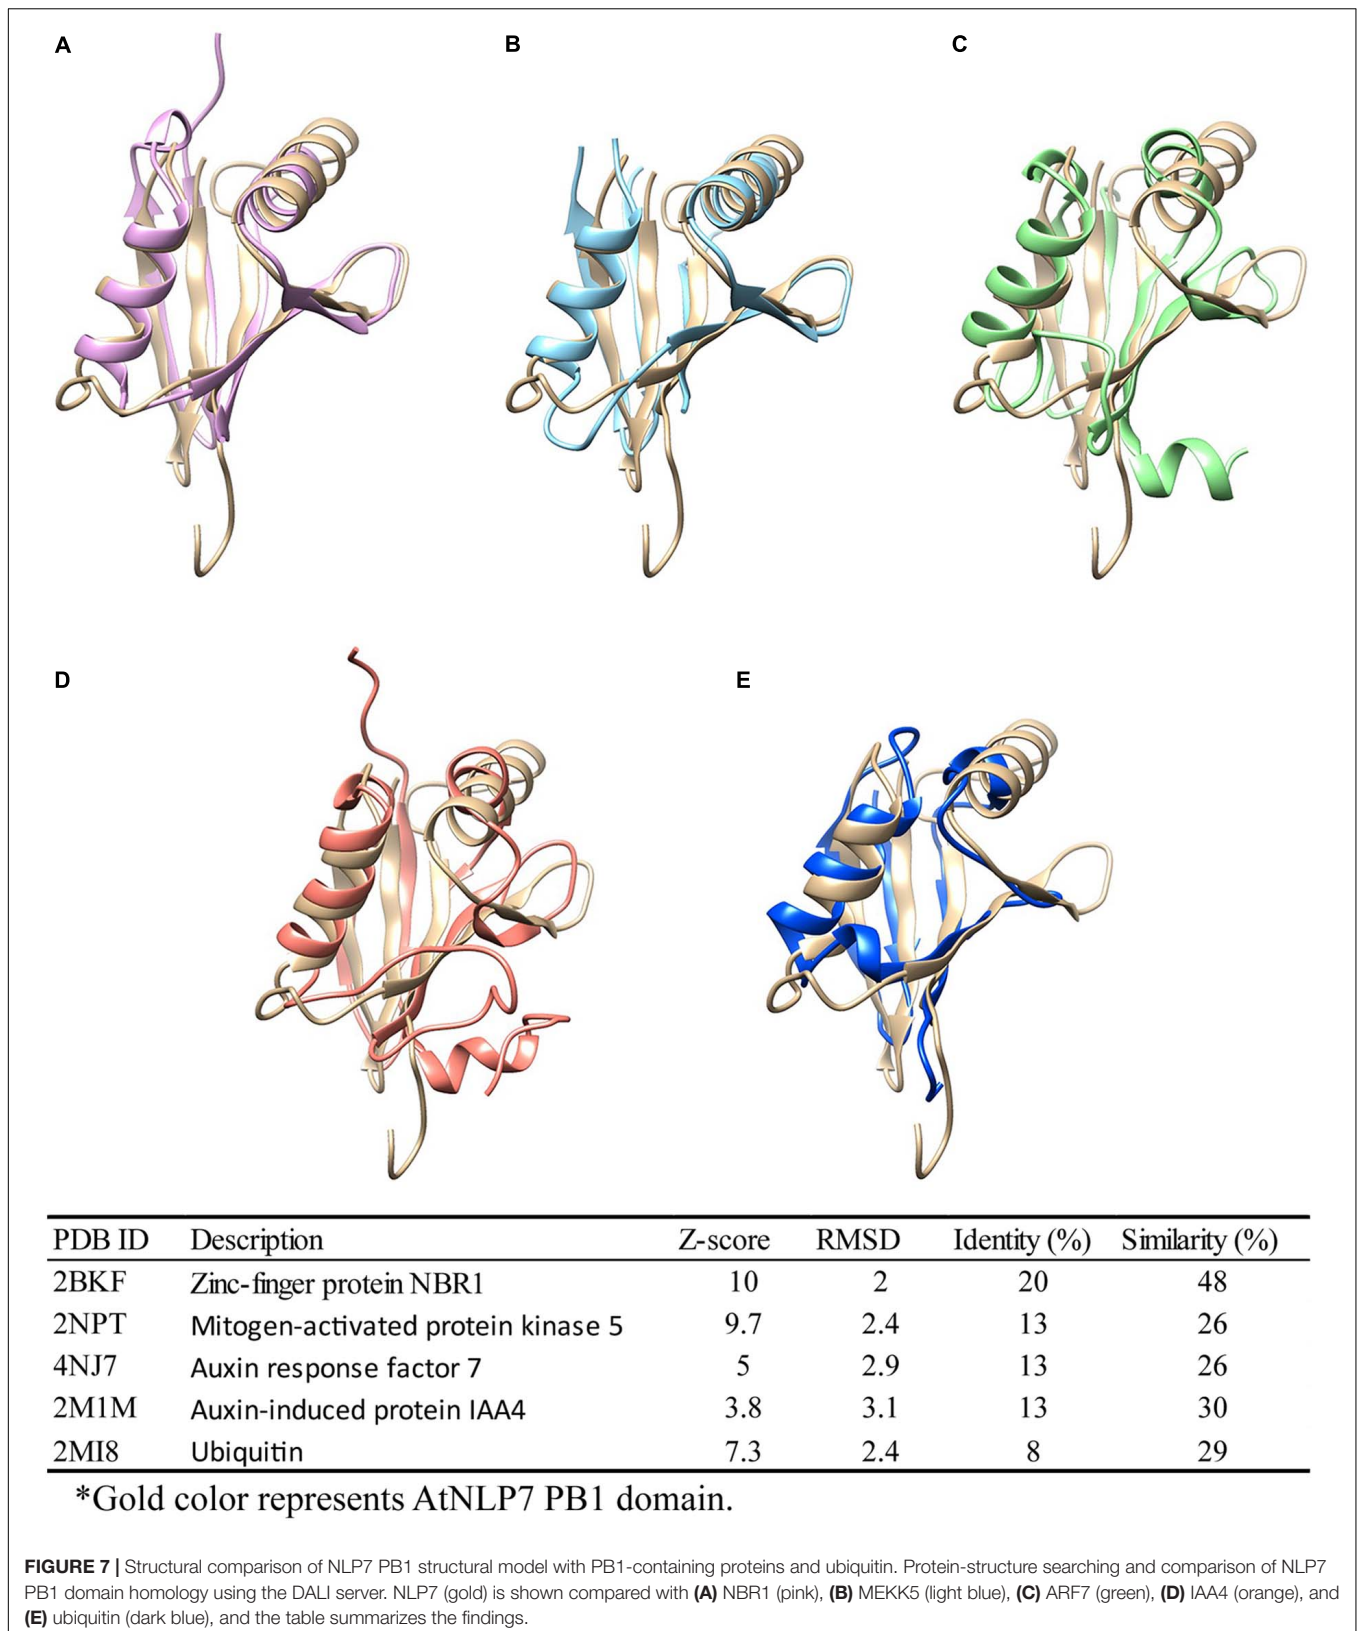 A
B
C
D
E
PDB ID Description Z-score RMSD Identity (%) Similarity (%)
2BKF Zinc-finger protein NBR1 10 2 20 48
2NPT Mitogen-activated protein kinase 5 9.7 2.4 13 26
4NJ7 Auxin response factor 7 5 2.9 13 26
2M1M Auxin-induced protein IAA4 3.8 3.1 13 30
2MI8 Ubiquitin 7.3 2.4 8 29
*Gold color represents AtNLP7 PB1 domain.
FIGURE 7 | Structural comparison of NLP7 PB1 structural model with PB1-containing proteins and ubiquitin. Protein-structure searching and comparison of NLP7
PB1 domain homology using the DALI server. NLP7 (gold) is shown compared with (A) NBR1 (pink), (B) MEKK5 (light blue), (C) ARF7 (green), (D) IAA4 (orange), and
(E) ubiquitin (dark blue), and the table summarizes the findings.